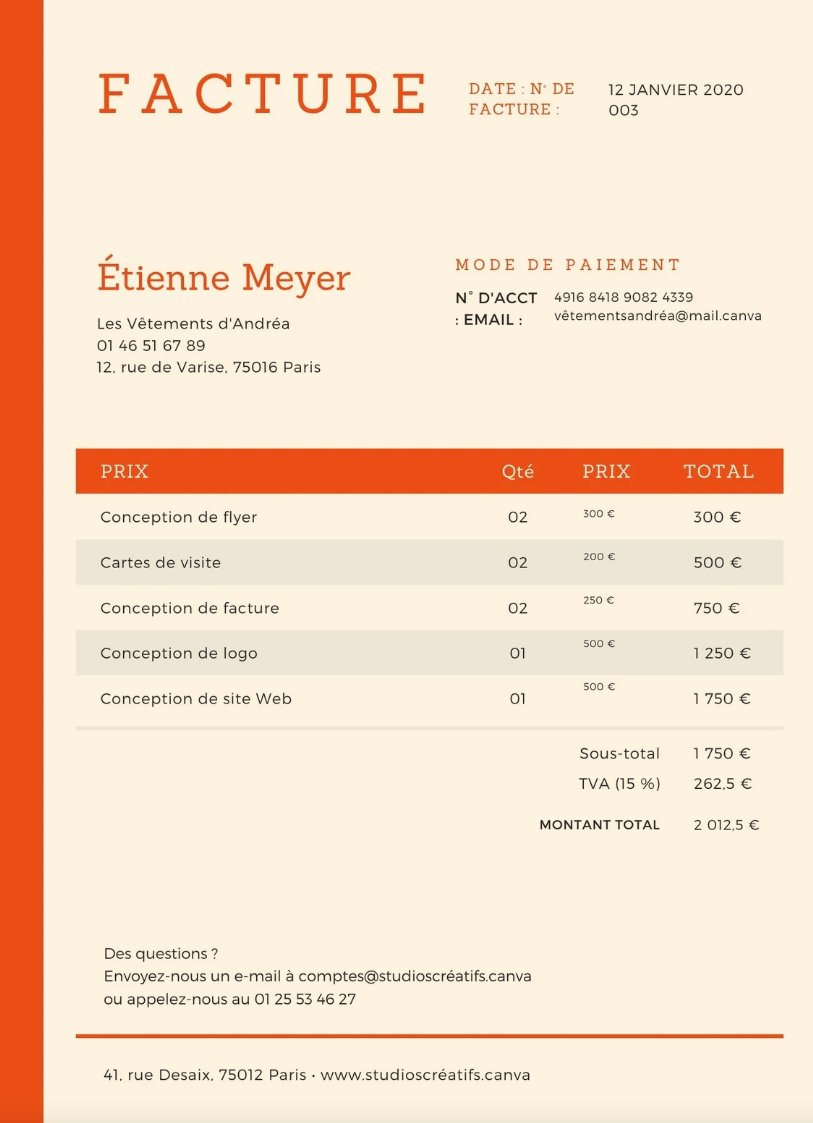 FACTURE
DATE : N° DE
FACTURE :
12 JANVIER 2020
003
Étienne Meyer
Les Vêtements d'Andréa
01 46 51 67 89
12, rue de Varise, 75016 Paris
MODE DE PAIEMENT
N° D'ACCT
: EMAIL :
4916 8418 9082 4339
vêtementsandréa@mail.canva
PRIX Qté PRIX TOTAL
Conception de flyer 02 300 € 300 €
Cartes de visite 02 200 € 500 €
Conception de facture 02 250 € 750 €
Conception de logo 01 500 € 1 250 €
Conception de site Web 01 500 € 1 750 €
Sous-total 1 750 €
TVA (15 %) 262,5 €
MONTANT TOTAL 2 012,5 €
Des questions ?
Envoyez-nous un e-mail à comptes@studioscréatifs.canva
ou appelez-nous au 01 25 53 46 27
41, rue Desaix, 75012 Paris • www.studioscréatifs.canva